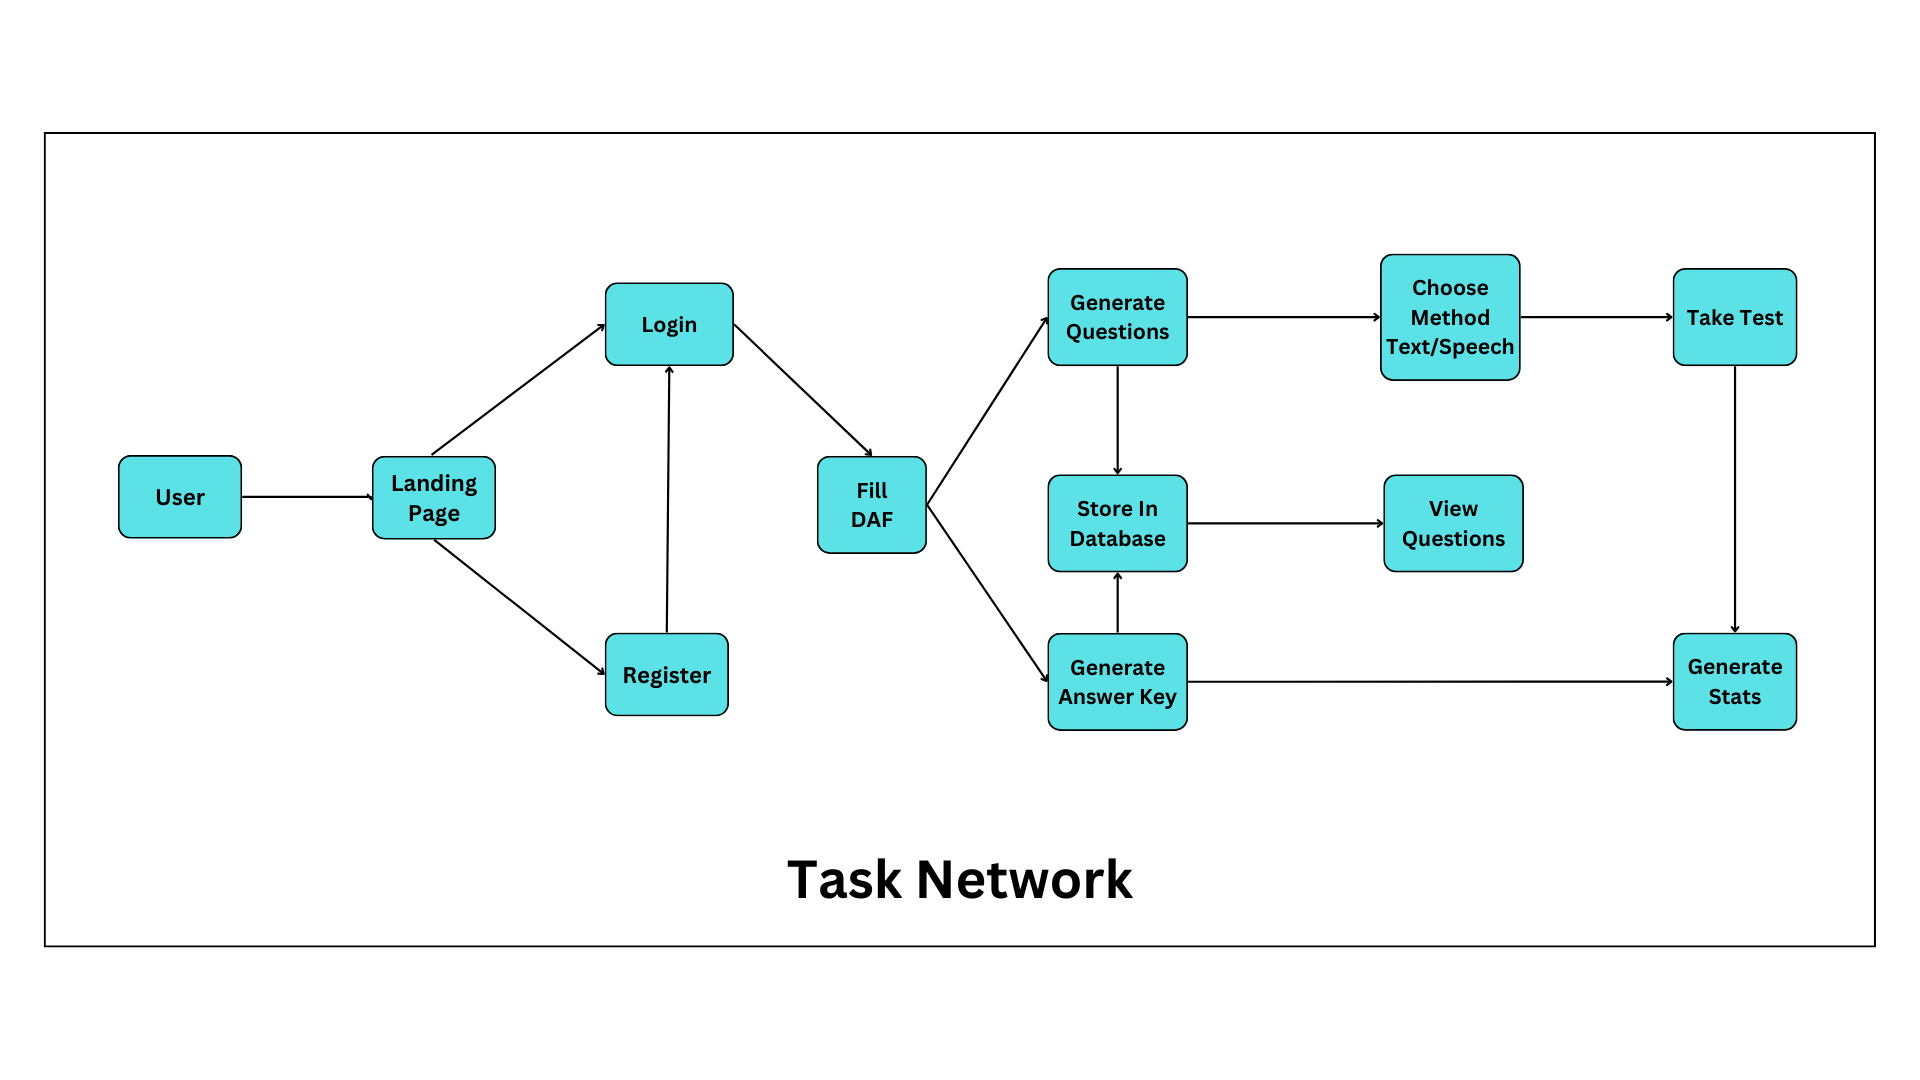 User
Landing
Page
Login
Register
Fill
DAF
Generate
Questions
Store In
Database
Generate
Answer Key
Choose
Method
Text/Speech
View
Questions
Take Test
Generate
Stats
Task Network